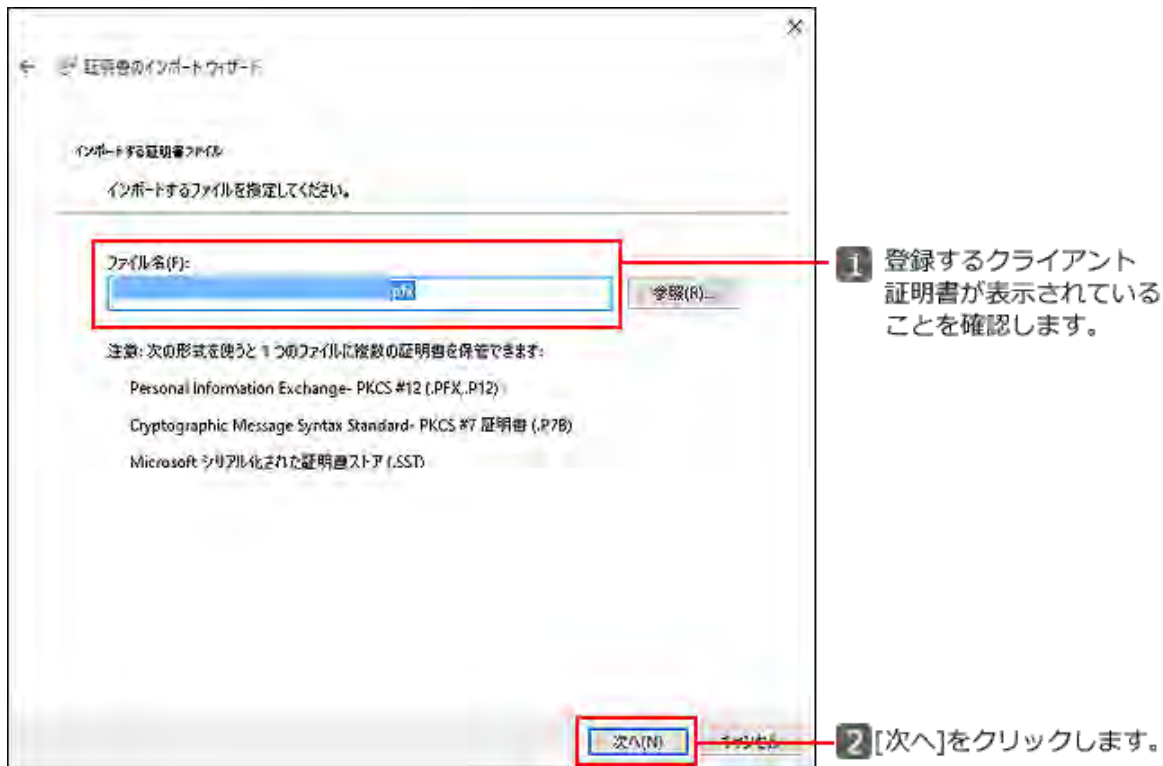 証明書のインポート ウィザード
インポートする証明書ファイル
インポートするファイルを指定してください。
ファイル名(F):
pfx
参照(R)...
注意: 次の形式を使うと 1 つのファイルに複数の証明書を保管できます:
Personal Information Exchange- PKCS #12 (.PFX,.P12)
Cryptographic Message Syntax Standard- PKCS #7 証明書 (.P7B)
Microsoft シリアル化された証明書ストア (.SST)
次へ(N)
キャンセル
1 登録するクライアント
証明書が表示されている
ことを確認します。
2 [次へ]をクリックします。